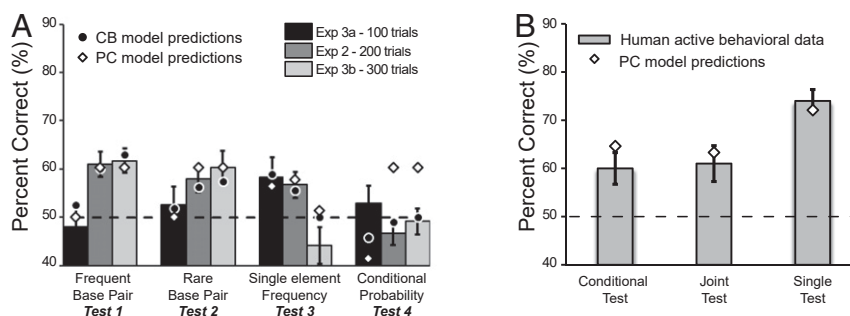 A
90
80
70
60
50
40
Percent Correct (%)
CB model predictions
PC model predictions
Exp 3a - 100 trials
Exp 2 - 200 trials
Exp 3b - 300 trials
Frequent
Base Pair
Test 1
Rare
Base Pair
Test 2
Single element
Frequency
Test 3
Conditional
Probability
Test 4
B
90
80
70
60
50
40
Percent Correct (%)
Human active behavioral data
PC model predictions
Conditional
Test
Joint
Test
Single
Test